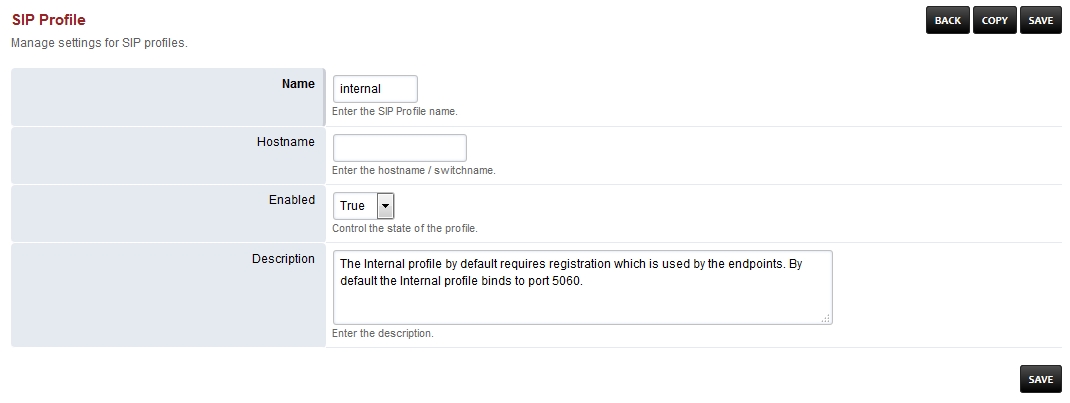 SIP Profile
BACK COPY SAVE
Manage settings for SIP profiles.
Name
internal
Enter the SIP Profile name.
Hostname
Enter the hostname / switchname.
Enabled
True
Control the state of the profile.
Description
The Internal profile by default requires registration which is used by the endpoints. By
default the Internal profile binds to port 5060.
Enter the description.
SAVE